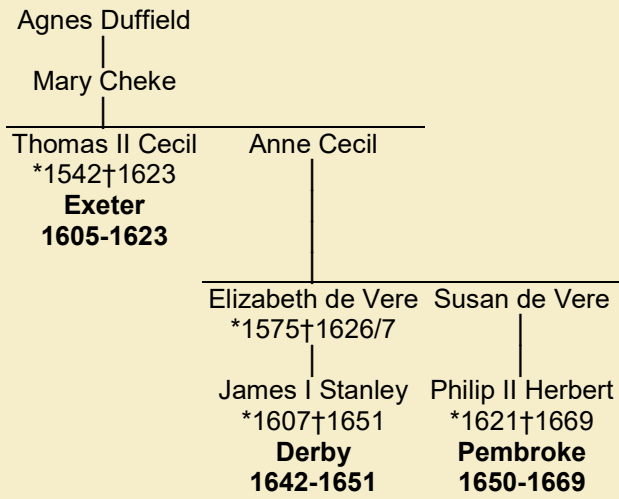 Agnes Duffield
Mary Cheke
Thomas II Cecil Anne Cecil
*1542†1623
Exeter
1605-1623
Elizabeth de Vere Susan de Vere
*1575†1626/7
James I Stanley Philip II Herbert
*1607†1651 *1621†1669
Derby Pembroke
1642-1651 1650-1669